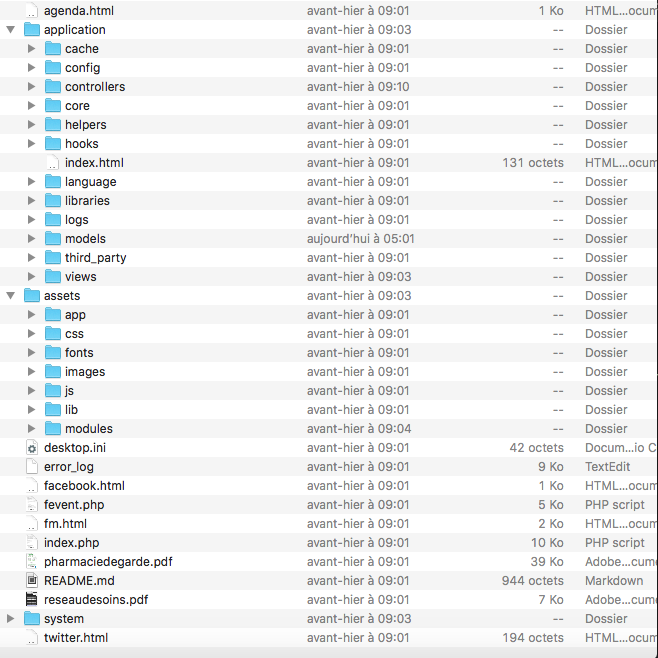 agenda.html avant-hier à 09:01 1 Ko HTML...ocum
application avant-hier à 09:03 -- Dossier
cache avant-hier à 09:01 -- Dossier
config avant-hier à 09:01 -- Dossier
controllers avant-hier à 09:10 -- Dossier
core avant-hier à 09:01 -- Dossier
helpers avant-hier à 09:01 -- Dossier
hooks avant-hier à 09:01 -- Dossier
index.html avant-hier à 09:01 131 octets HTML...ocum
language avant-hier à 09:01 -- Dossier
libraries avant-hier à 09:01 -- Dossier
logs avant-hier à 09:01 -- Dossier
models aujourd'hui à 05:01 -- Dossier
third_party avant-hier à 09:01 -- Dossier
views avant-hier à 09:03 -- Dossier
assets avant-hier à 09:03 -- Dossier
app avant-hier à 09:01 -- Dossier
css avant-hier à 09:01 -- Dossier
fonts avant-hier à 09:01 -- Dossier
images avant-hier à 09:01 -- Dossier
js avant-hier à 09:01 -- Dossier
lib avant-hier à 09:01 -- Dossier
modules avant-hier à 09:04 -- Dossier
desktop.ini avant-hier à 09:01 42 octets Docum...io C
error_log avant-hier à 09:01 9 Ko TextEdit
facebook.html avant-hier à 09:01 1 Ko HTML...ocum
fevent.php avant-hier à 09:01 5 Ko PHP script
fm.html avant-hier à 09:01 2 Ko HTML...ocum
index.php avant-hier à 09:01 10 Ko PHP script
pharmaciedegarde.pdf avant-hier à 09:01 39 Ko Adobe...cume
README.md avant-hier à 09:01 944 octets Markdown
reseaudesoins.pdf avant-hier à 09:01 7 Ko Adobe...cume
system avant-hier à 09:03 -- Dossier
twitter.html avant-hier à 09:01 194 octets HTML...ocum